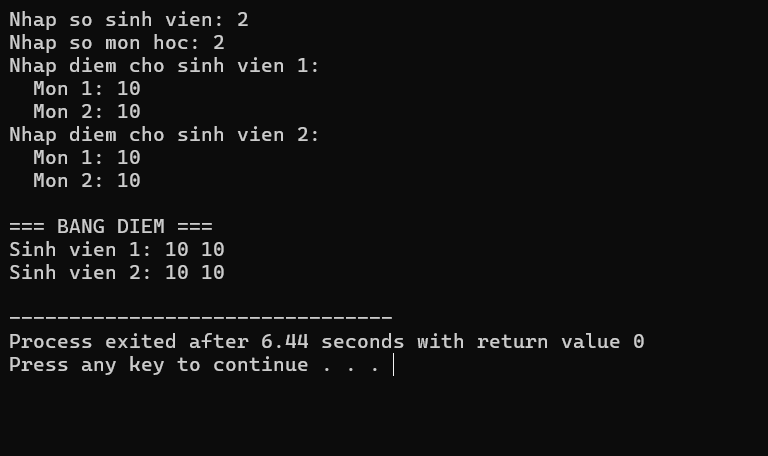 Nhap so sinh vien: 2
Nhap so mon hoc: 2
Nhap diem cho sinh vien 1:
  Mon 1: 10
  Mon 2: 10
Nhap diem cho sinh vien 2:
  Mon 1: 10
  Mon 2: 10

=== BANG DIEM ===
Sinh vien 1: 10 10
Sinh vien 2: 10 10

--------------------------------
Process exited after 6.44 seconds with return value 0
Press any key to continue . . .